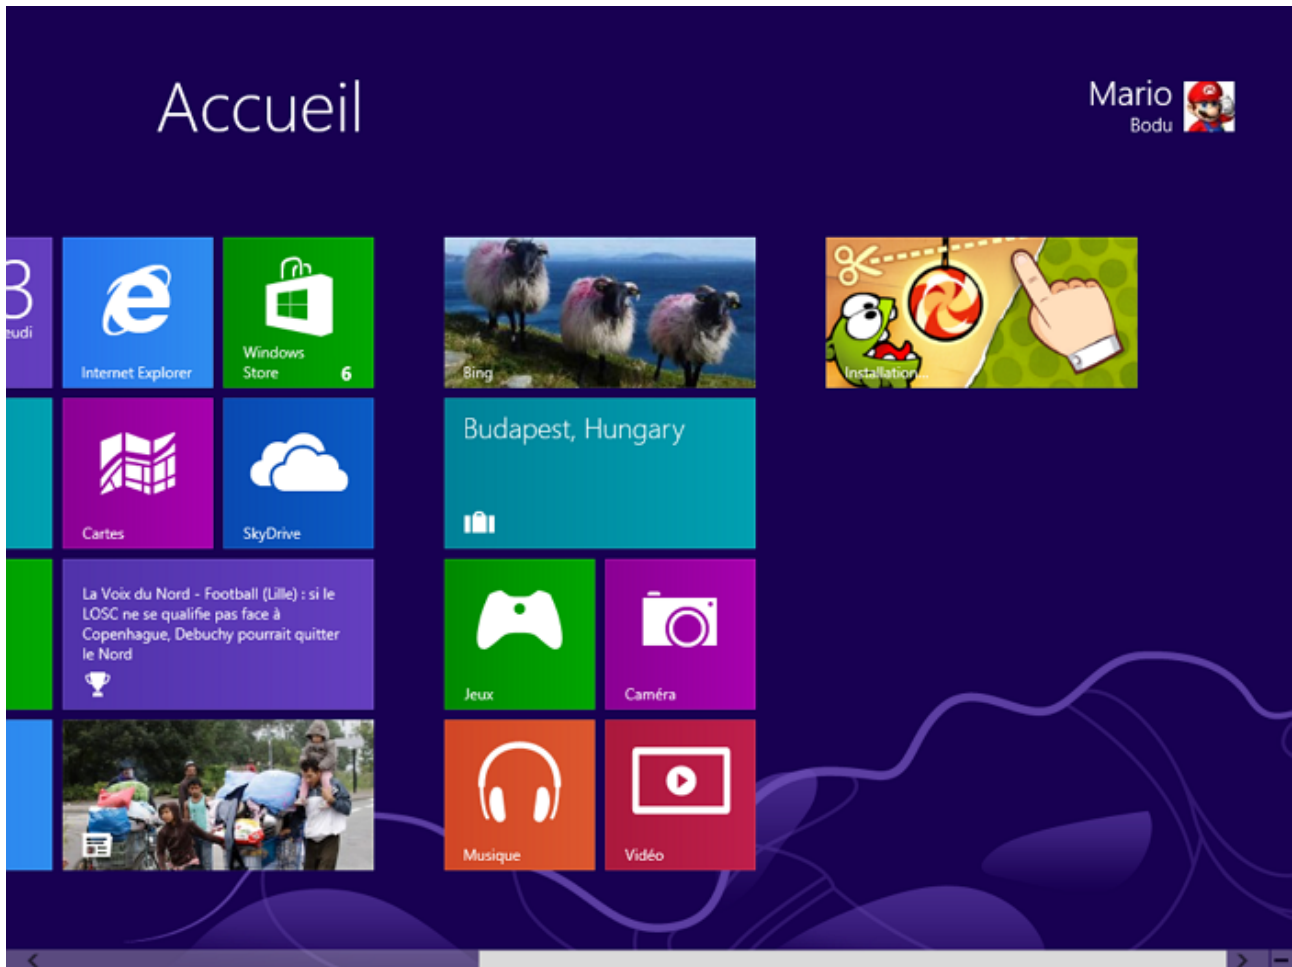 Accueil
Mario
Bodu
3
eudi
Internet Explorer
Windows
Store
6
Bing
Installation...
Cartes
SkyDrive
Budapest, Hungary
La Voix du Nord - Football (Lille) : si le
LOSC ne se qualifie pas face à
Copenhague, Debuchy pourrait quitter
le Nord
Jeux
Caméra
Musique
Vidéo